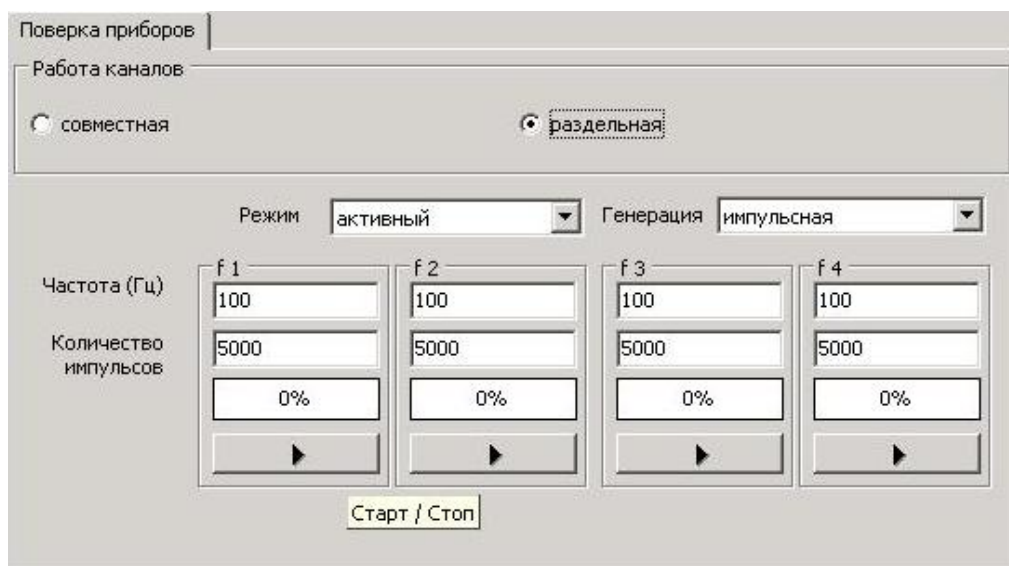 Поверка приборов
Работа каналов
совместная
раздельная
Режим
активный
Генерация
импульсная
f 1
f 2
f 3
f 4
Частота (Гц)
100
100
100
100
Количество
импульсов
5000
5000
5000
5000
0%
0%
0%
0%
Старт / Стоп